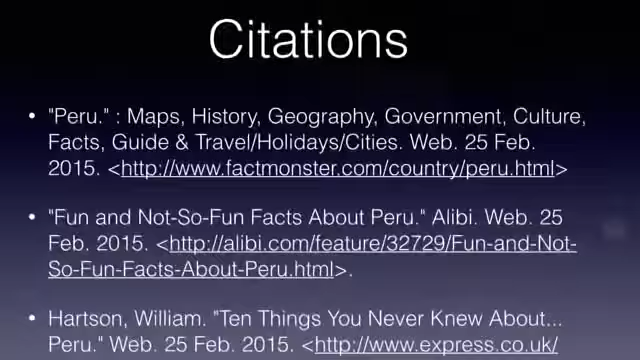 Citations
• "Peru." : Maps, History, Geography, Government, Culture,
Facts, Guide & Travel/Holidays/Cities. Web. 25 Feb.
2015. <http://www.factmonster.com/country/peru.html>
• "Fun and Not-So-Fun Facts About Peru." Alibi. Web. 25
Feb. 2015. <http://alibi.com/feature/32729/Fun-and-Not-
So-Fun-Facts-About-Peru.html>.
• Hartson, William. "Ten Things You Never Knew About...
Peru." Web. 25 Feb. 2015. <http://www.express.co.uk/